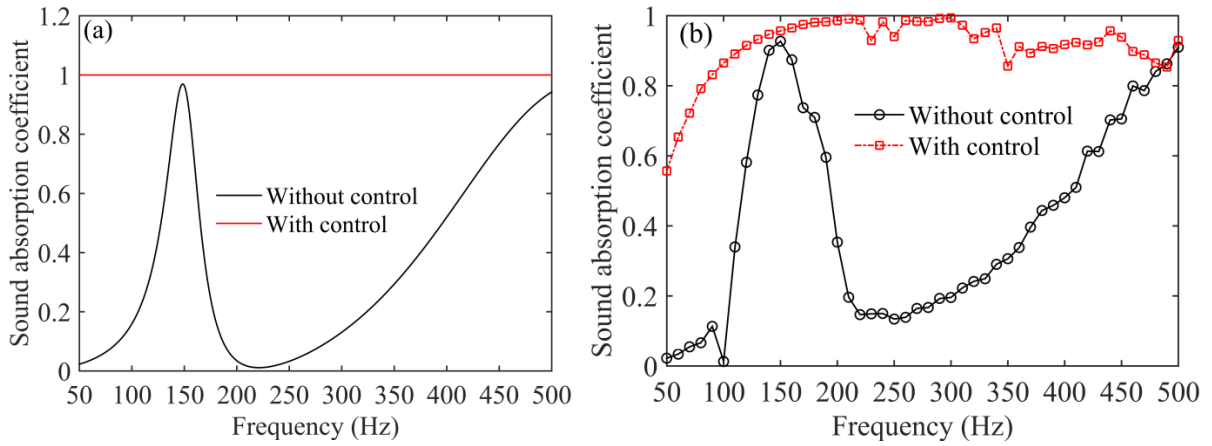 (a)
Sound absorption coefficient
1.2
1
0.8
0.6
0.4
0.2
0
Without control
With control
50 100 150 200 250 300 350 400 450 500
Frequency (Hz)
(b)
Sound absorption coefficient
1
0.8
0.6
0.4
0.2
0
Without control
With control
50 100 150 200 250 300 350 400 450 500
Frequency (Hz)